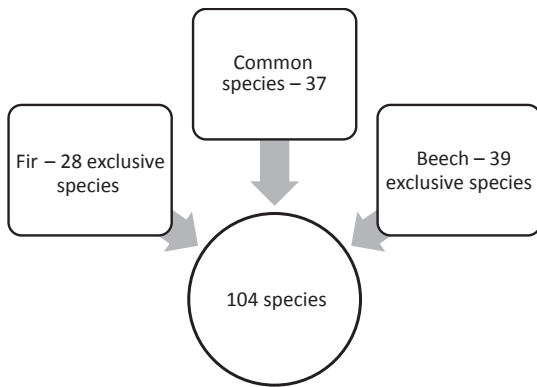 Common
species – 37
Fir – 28 exclusive
species
Beech – 39
exclusive species
104 species